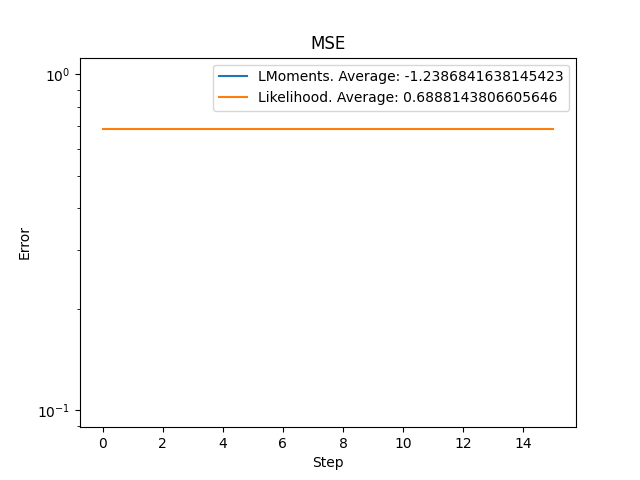 MSE
LMoments. Average: -1.2386841638145423
Likelihood. Average: 0.6888143806605646
10⁰
10⁻¹
Error
0 2 4 6 8 10 12 14
Step